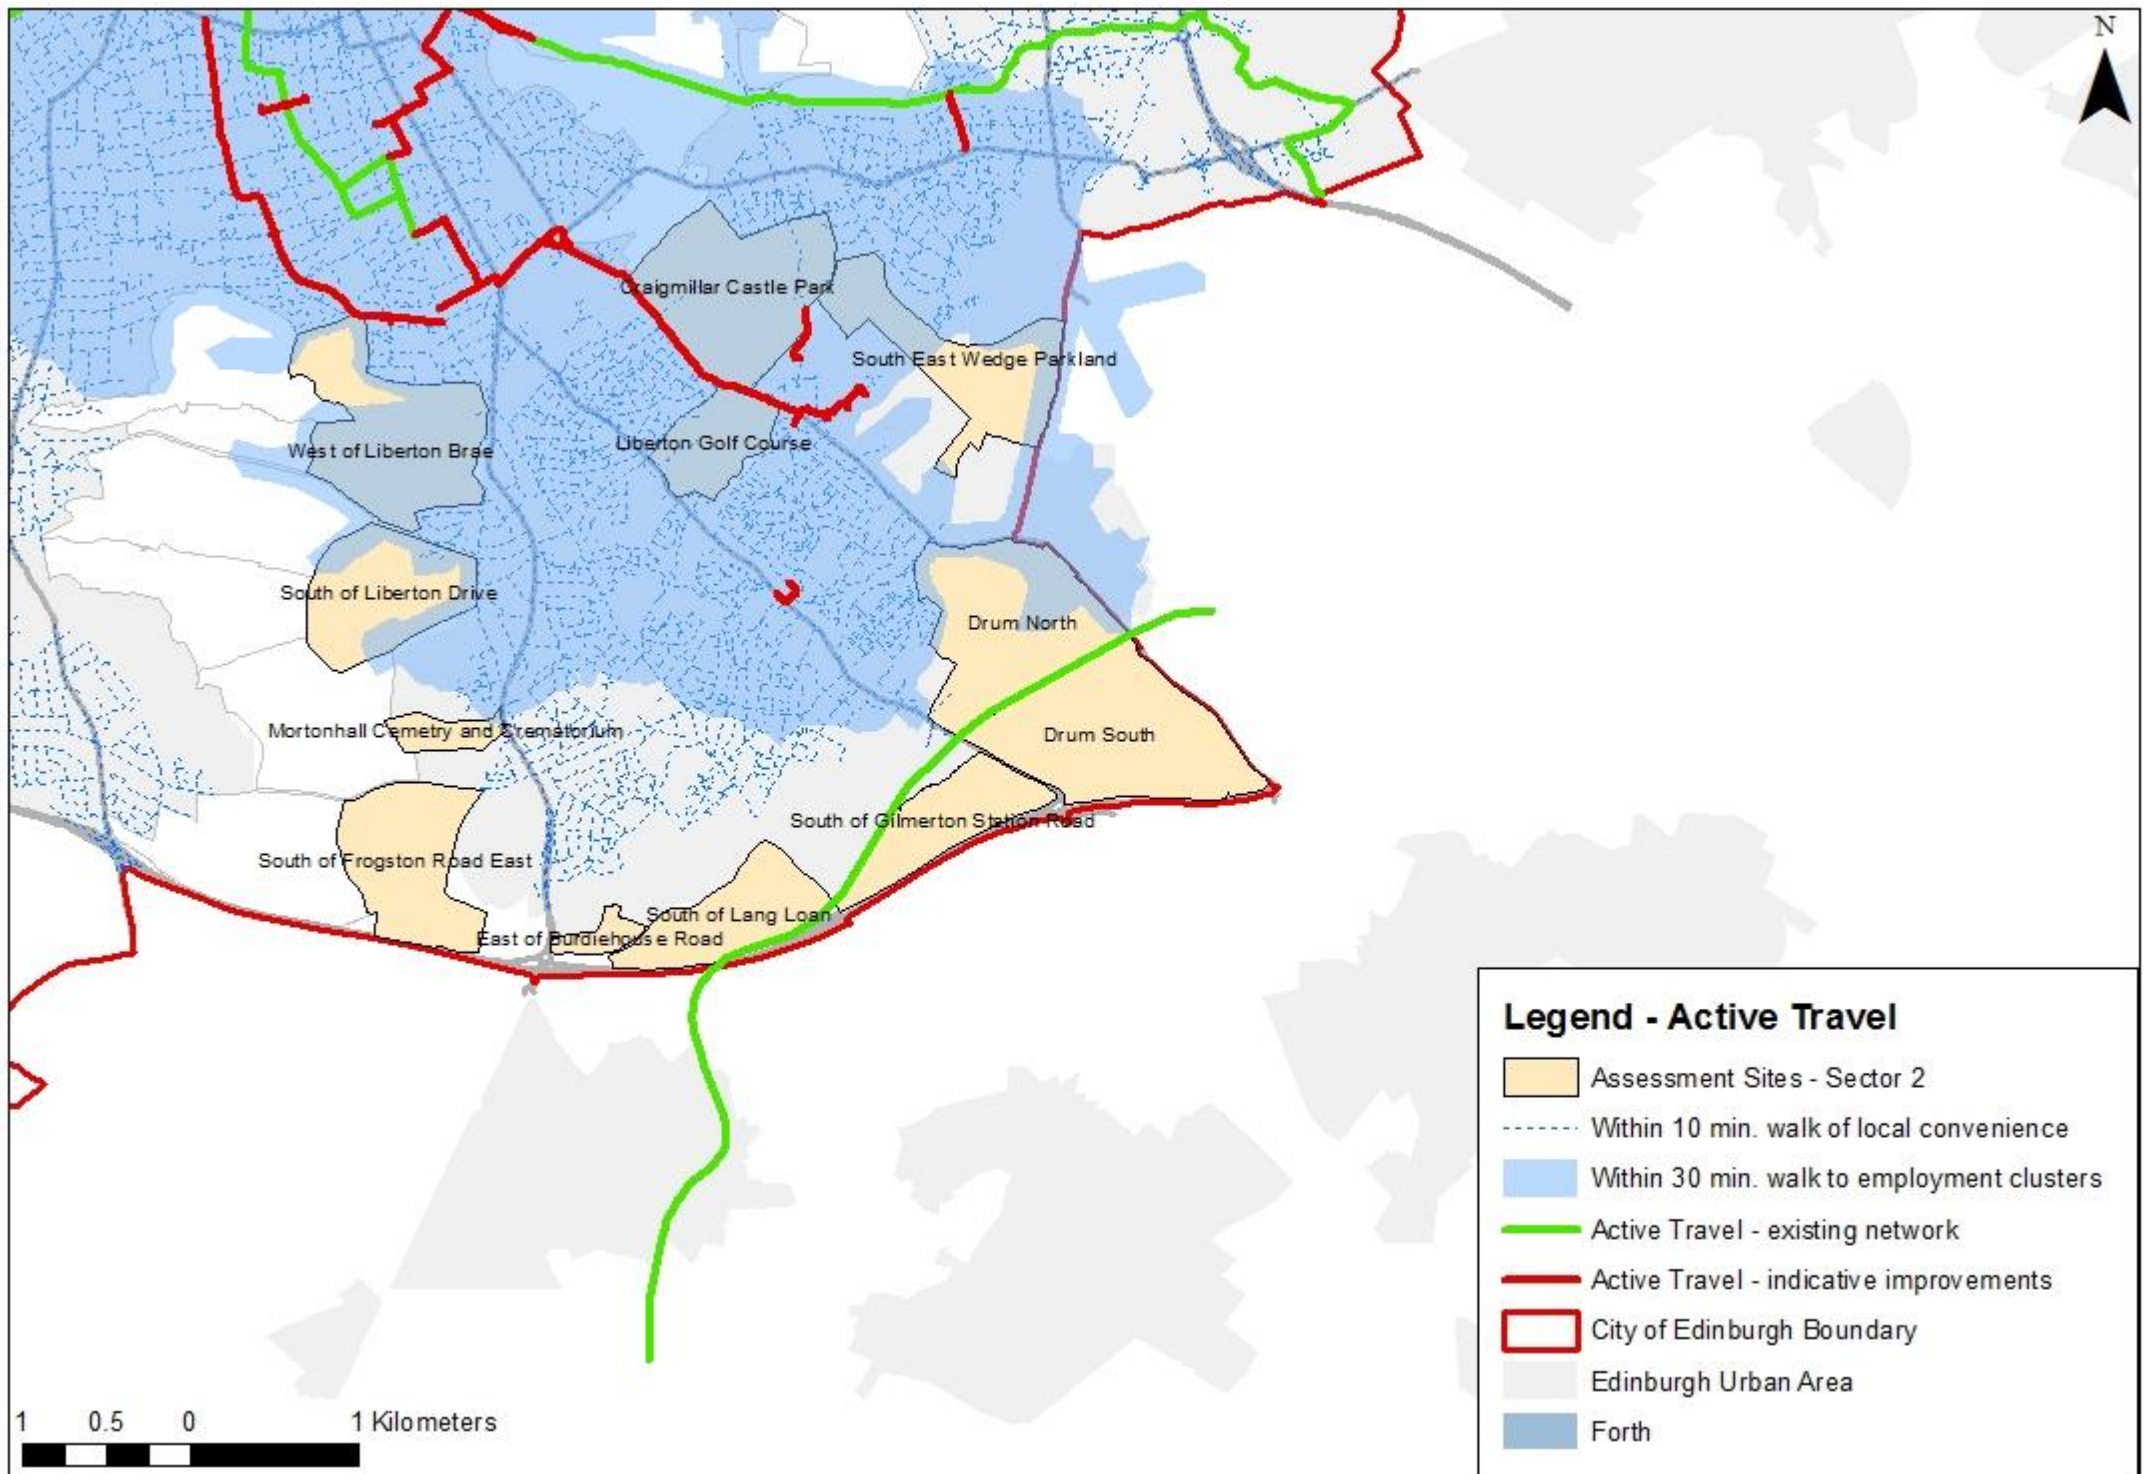 N
Craigmillar Castle Park
South East Wedge Parkland
Liberton Golf Course
West of Liberton Brae
South of Liberton Drive
Drum North
Mortonhall Cemetry and Crematorium
Drum South
South of Gilmerton Station Road
South of Frogston Road East
South of Lang Loan
East of Burdiehouse Road
Legend - Active Travel
Assessment Sites - Sector 2
Within 10 min. walk of local convenience
Within 30 min. walk to employment clusters
Active Travel - existing network
Active Travel - indicative improvements
City of Edinburgh Boundary
Edinburgh Urban Area
Forth
1 0.5 0 1 Kilometers